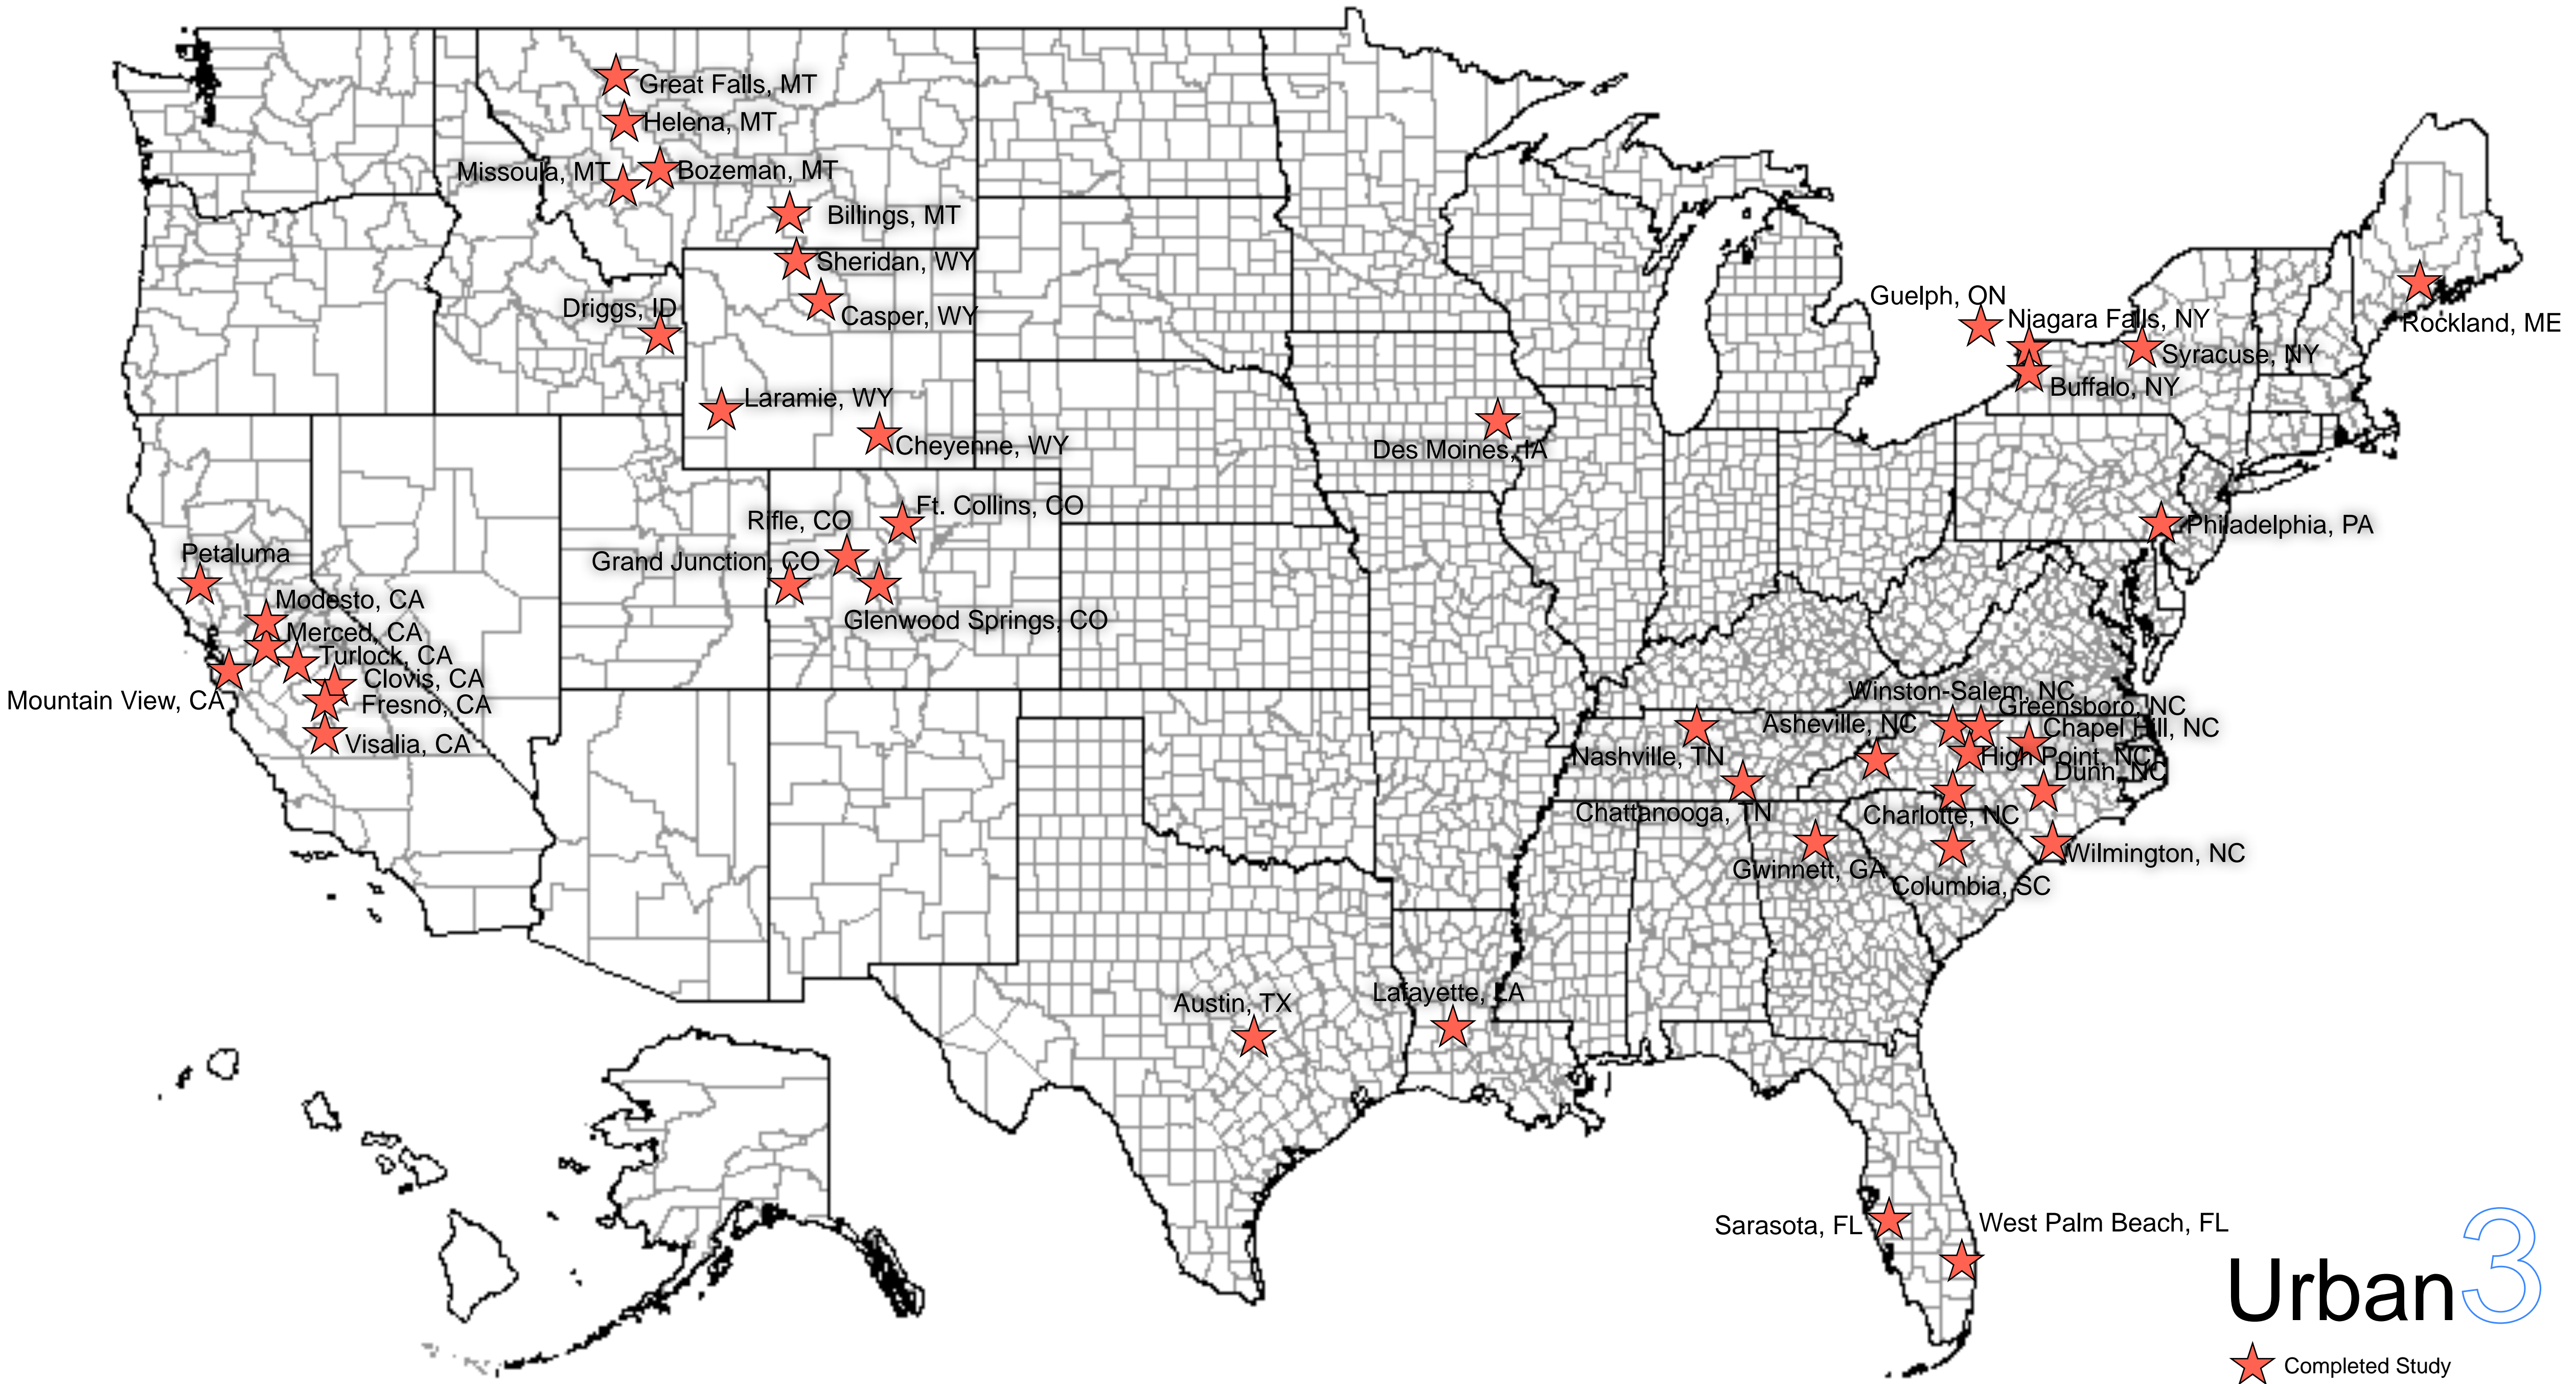 Great Falls, MT
Helena, MT
Missoula, MT
Bozeman, MT
Billings, MT
Sheridan, WY
Driggs, ID
Casper, WY
Guelph, ON
Niagara Falls, NY
Rockland, ME
Syracuse, NY
Buffalo, NY
Laramie, WY
Cheyenne, WY
Des Moines, IA
Ft. Collins, CO
Rifle, CO
Philadelphia, PA
Petaluma
Grand Junction, CO
Modesto, CA
Glenwood Springs, CO
Merced, CA
Turlock, CA
Clovis, CA
Mountain View, CA
Fresno, CA
Visalia, CA
Winston-Salem, NC
Greensboro, NC
Asheville, NC
Chapel Hill, NC
Nashville, TN
High Point, NC
Dunn, NC
Chattanooga, TN
Charlotte, NC
Wilmington, NC
Gwinnett, GA
Columbia, SC
Austin, TX
Lafayette, LA
Sarasota, FL
West Palm Beach, FL
Urban3
Completed Study